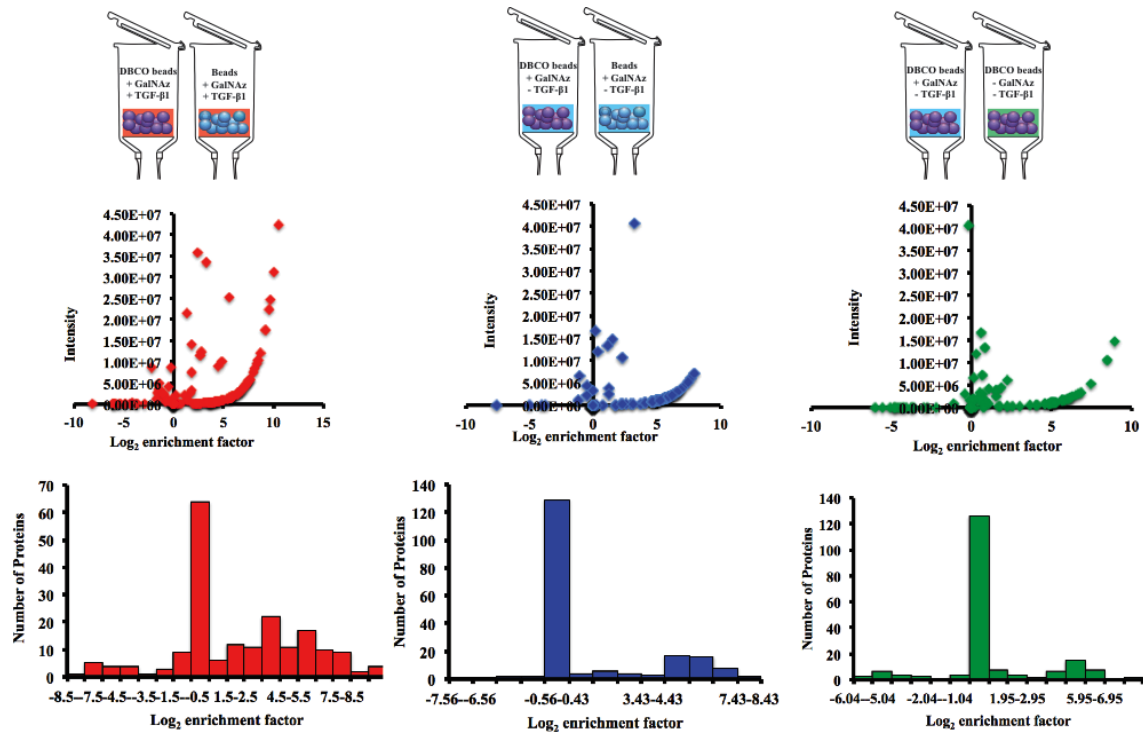 DBCO beads
+ GalNAz
+ TGF-β1
Beads
+ GalNAz
+ TGF-β1
DBCO beads
+ GalNAz
- TGF-β1
Beads
+ GalNAz
- TGF-β1
DBCO beads
+ GalNAz
- TGF-β1
DBCO beads
- GalNAz
- TGF-β1
Intensity
4.50E+07
4.00E+07
3.50E+07
3.00E+07
2.50E+07
2.00E+07
1.50E+07
1.00E+07
5.00E+06
0.00E+00
-10 -5 0 5 10 15
Log2 enrichment factor
Intensity
4.50E+07
4.00E+07
3.50E+07
3.00E+07
2.50E+07
2.00E+07
1.50E+07
1.00E+07
5.00E+06
0.00E+00
-10 -5 0 5 10
Log2 enrichment factor
Intensity
4.50E+07
4.00E+07
3.50E+07
3.00E+07
2.50E+07
2.00E+07
1.50E+07
1.00E+07
5.00E+06
0.00E+00
-10 -5 0 5 10
Log2 enrichment factor
Number of Proteins
70
60
50
40
30
20
10
0
-8.5--7.5-4.5--3.5-1.5--0.5 1.5-2.5 4.5-5.5 7.5-8.5
Log2 enrichment factor
Number of Proteins
140
120
100
80
60
40
20
0
-7.56--6.56 -0.56-0.43 3.43-4.43 7.43-8.43
Log2 enrichment factor
Number of Proteins
140
120
100
80
60
40
20
0
-6.04--5.04 -2.04--1.04 1.95-2.95 5.95-6.95
Log2 enrichment factor